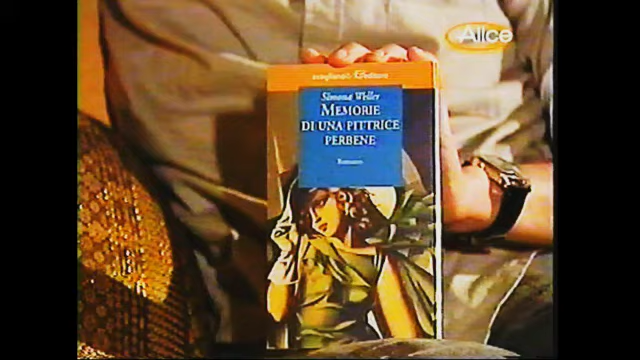 Alice
Simona Weller
MEMORIE
DI UNA PITTRICE
PERBENE
Romanzo